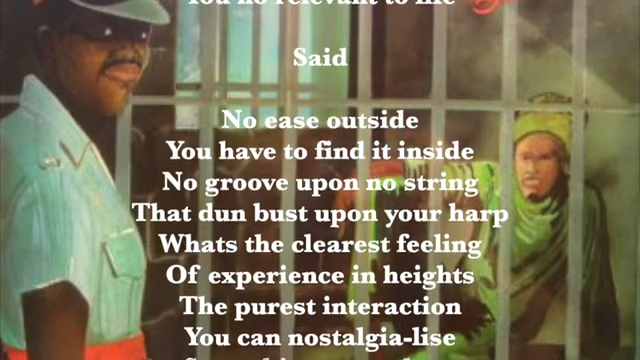 You no relevant to life
Said
No ease outside
You have to find it inside
No groove upon no string
That dun bust upon your harp
Whats the clearest feeling
Of experience in heights
The purest interaction
You can nostalgia-lise